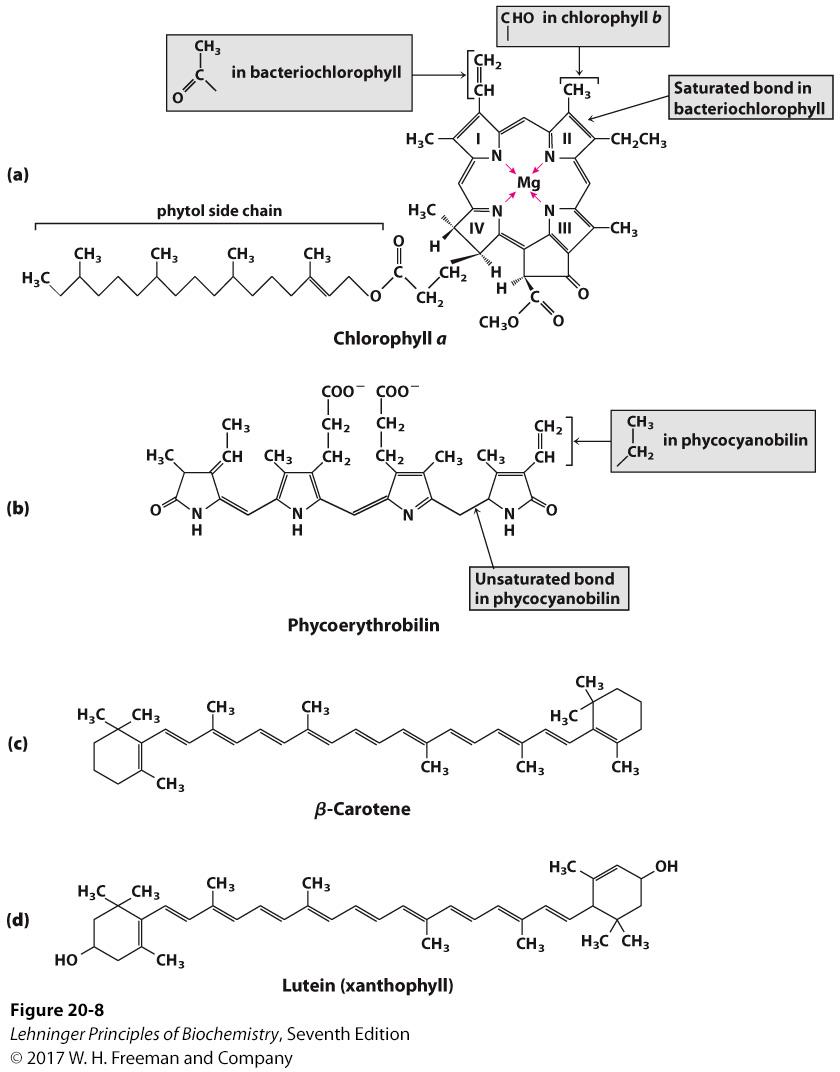 CHO in chlorophyll b
CH₃
C
O
in bacteriochlorophyll
CH₂
CH
CH₃
Saturated bond in
bacteriochlorophyll
H₃C
I
II
CH₂CH₃
N
N
(a)
Mg
phytol side chain
H₃C
N
N
IV
III
CH₃
H
CH₃
CH₃
CH₃
CH₃
O
H₃C
C
CH₂
H
H
O
O
CH₂
C
CH₃O
O
Chlorophyll a
COO⁻
COO⁻
CH₃
CH₂
CH₂
CH₂
CH₃
in phycocyanobilin
CH₂
H₃C
CH
CH₃
CH₂
CH₂
CH₃
CH₃
CH
(b)
O
N
H
N
H
N
N
H
O
Unsaturated bond
in phycocyanobilin
Phycoerythrobilin
CH₃
H₃C
CH₃
CH₃
CH₃
H₃C
(c)
CH₃
CH₃
CH₃
CH₃
β-Carotene
H₃C
OH
H₃C
CH₃
CH₃
CH₃
(d)
HO
CH₃
CH₃
CH₃
H₃C
CH₃
Lutein (xanthophyll)
Figure 20-8
Lehninger Principles of Biochemistry, Seventh Edition
© 2017 W. H. Freeman and Company